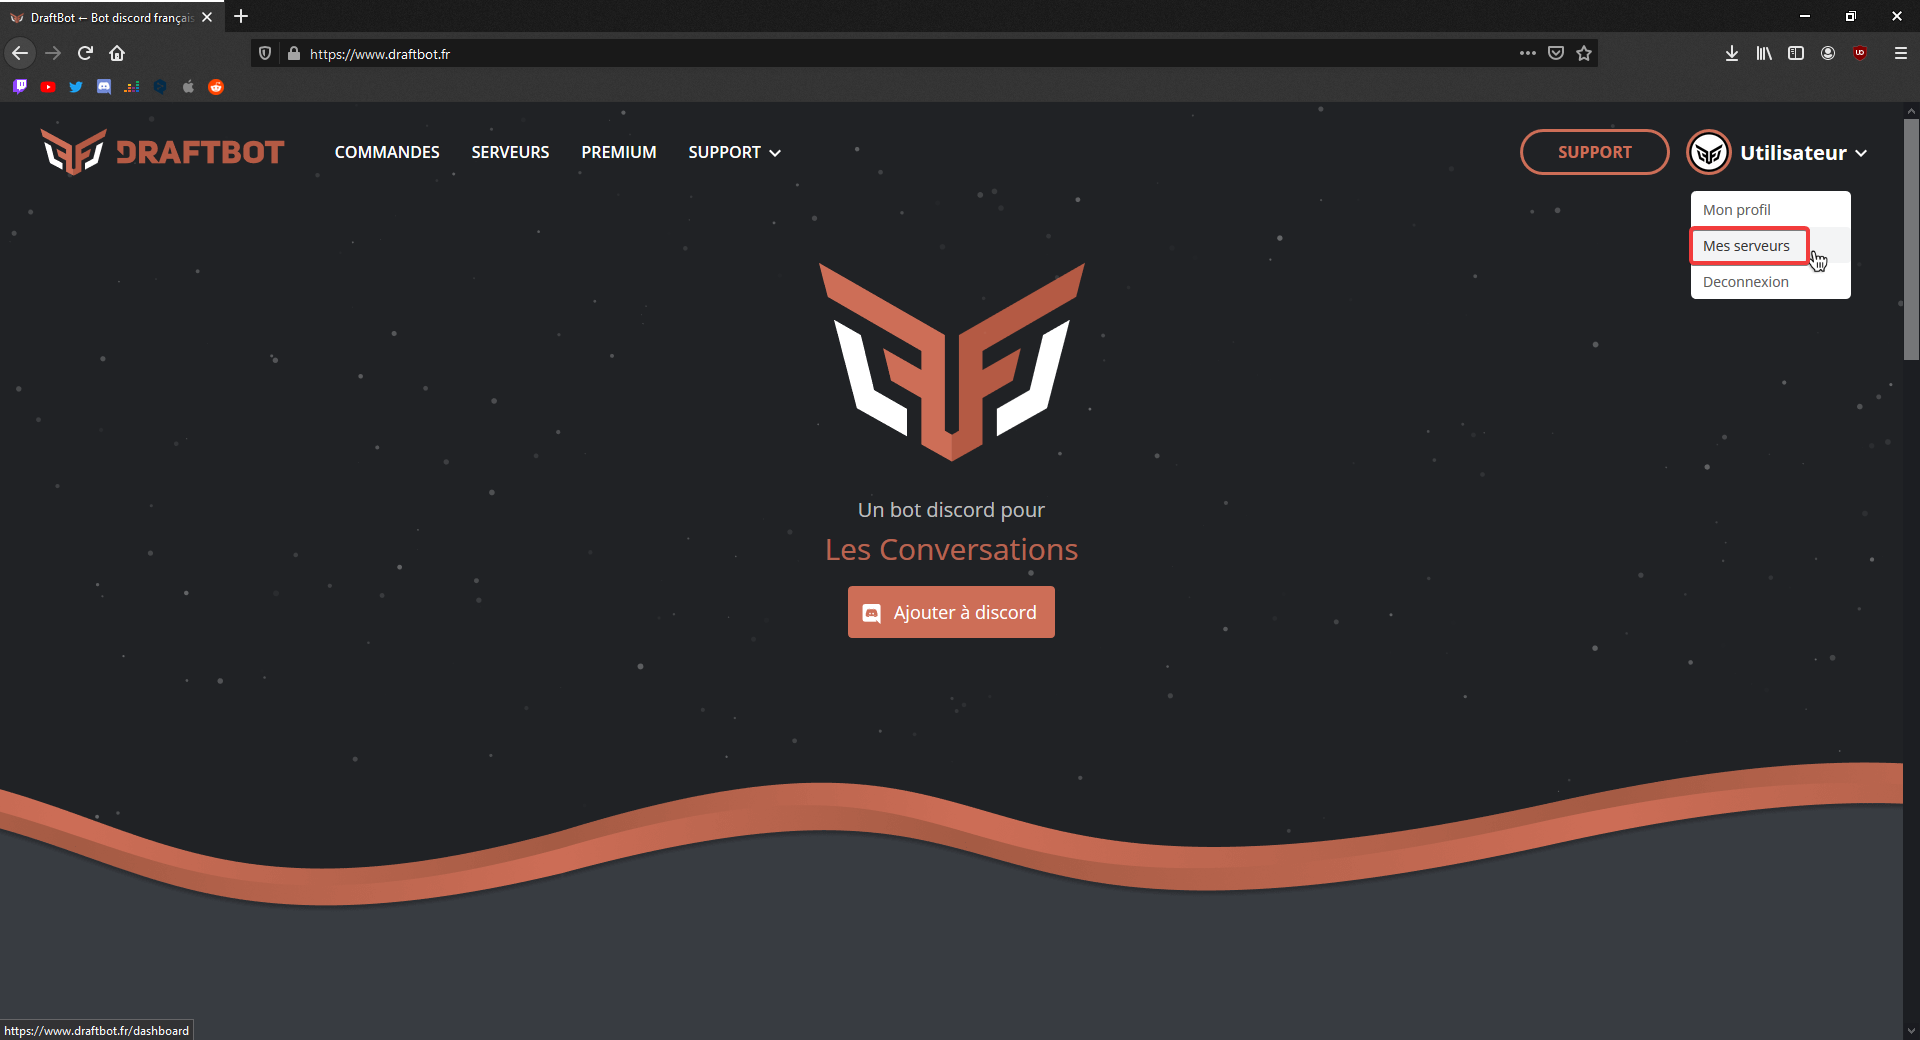 DraftBot ← Bot discord françai
https://www.draftbot.fr
DRAFTBOT
COMMANDES
SERVEURS
PREMIUM
SUPPORT
SUPPORT
Utilisateur
Mon profil
Mes serveurs
Deconnexion
Un bot discord pour
Les Conversations
Ajouter à discord
https://www.draftbot.fr/dashboard